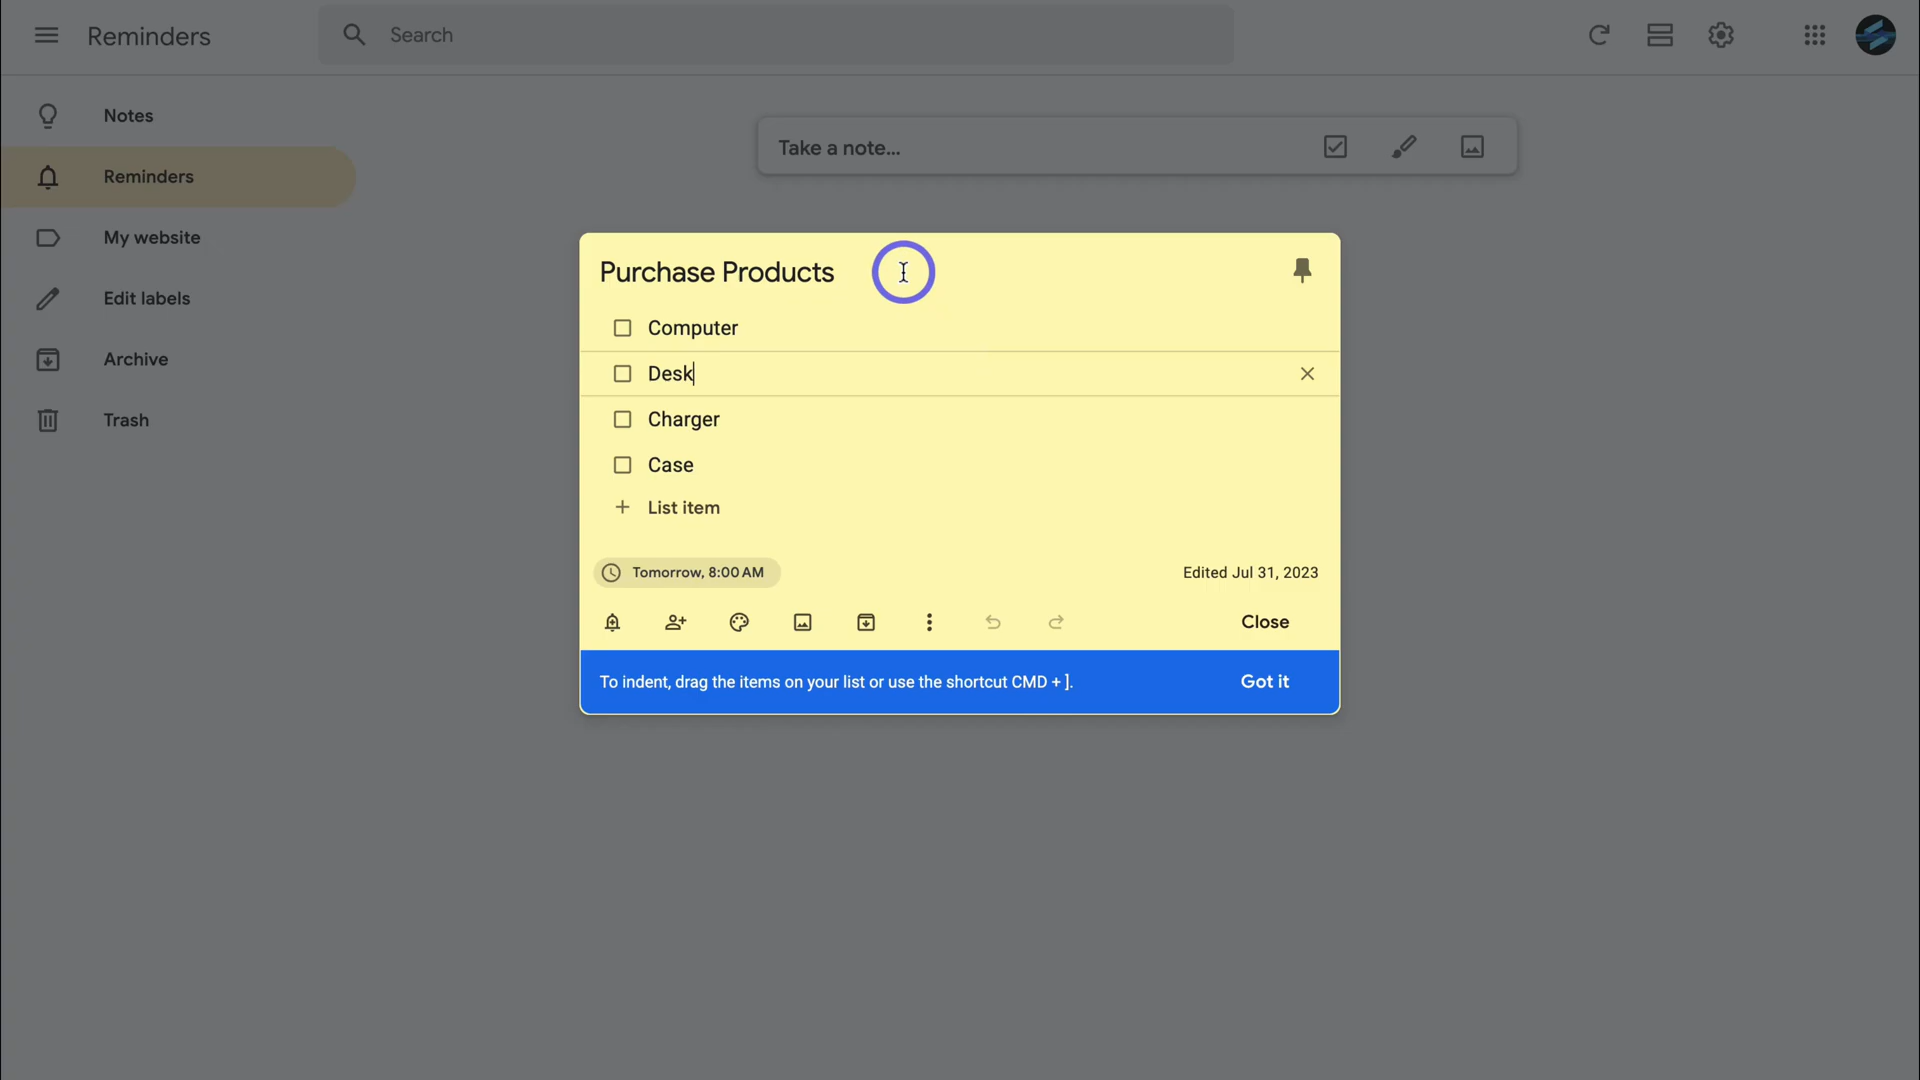 Reminders
Search
Notes
Reminders
My website
Edit labels
Archive
Trash
Take a note...
Purchase Products
Computer
Desk
Charger
Case
List item
Tomorrow, 8:00 AM
Edited Jul 31, 2023
Close
To indent, drag the items on your list or use the shortcut CMD + ].
Got it